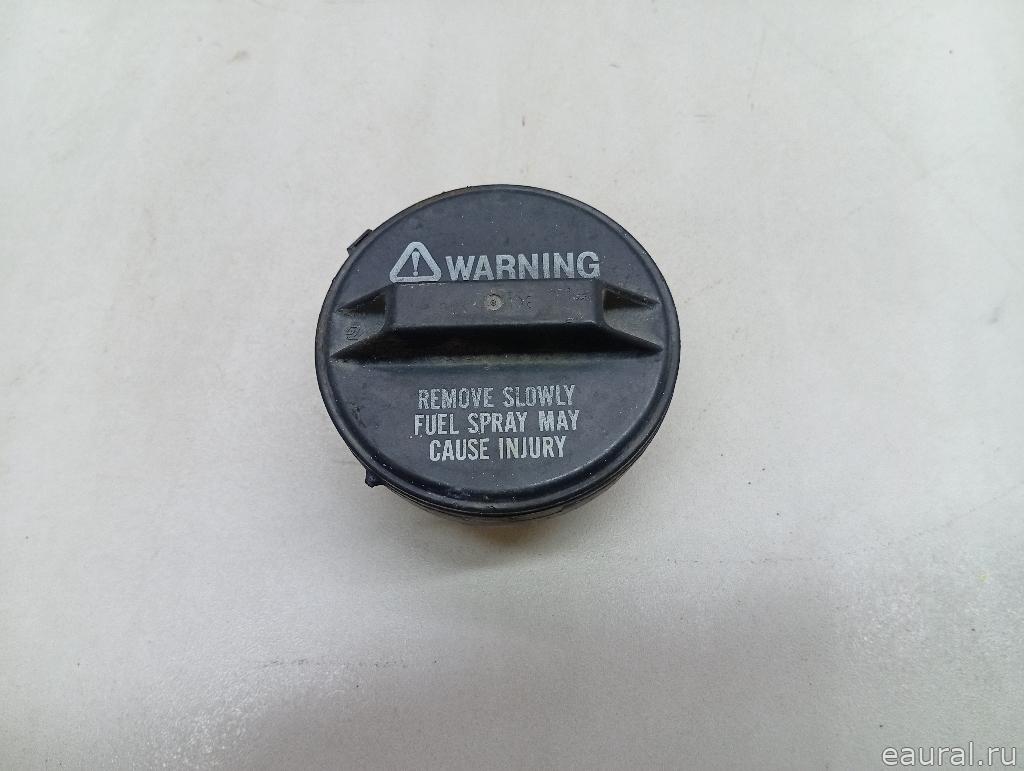 WARNING
REMOVE SLOWLY
FUEL SPRAY MAY
CAUSE INJURY
eaural.ru